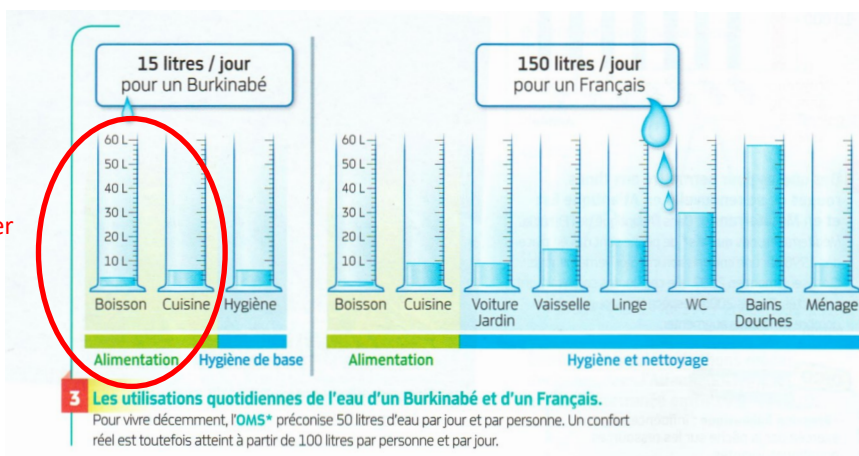 15 litres / jour
pour un Burkinabé
150 litres / jour
pour un Français
60 L
50 L
40 L
30 L
20 L
10 L
60 L
50 L
40 L
30 L
20 L
10 L
er
Boisson Cuisine Hygiène
Boisson Cuisine Voiture Jardin Vaisselle Linge WC Bains Douches Ménage
Alimentation Hygiène de base
Alimentation Hygiène et nettoyage
3 Les utilisations quotidiennes de l'eau d'un Burkinabé et d'un Français.
Pour vivre décemment, l'OMS* préconise 50 litres d'eau par jour et par personne. Un confort
réel est toutefois atteint à partir de 100 litres par personne et par jour.